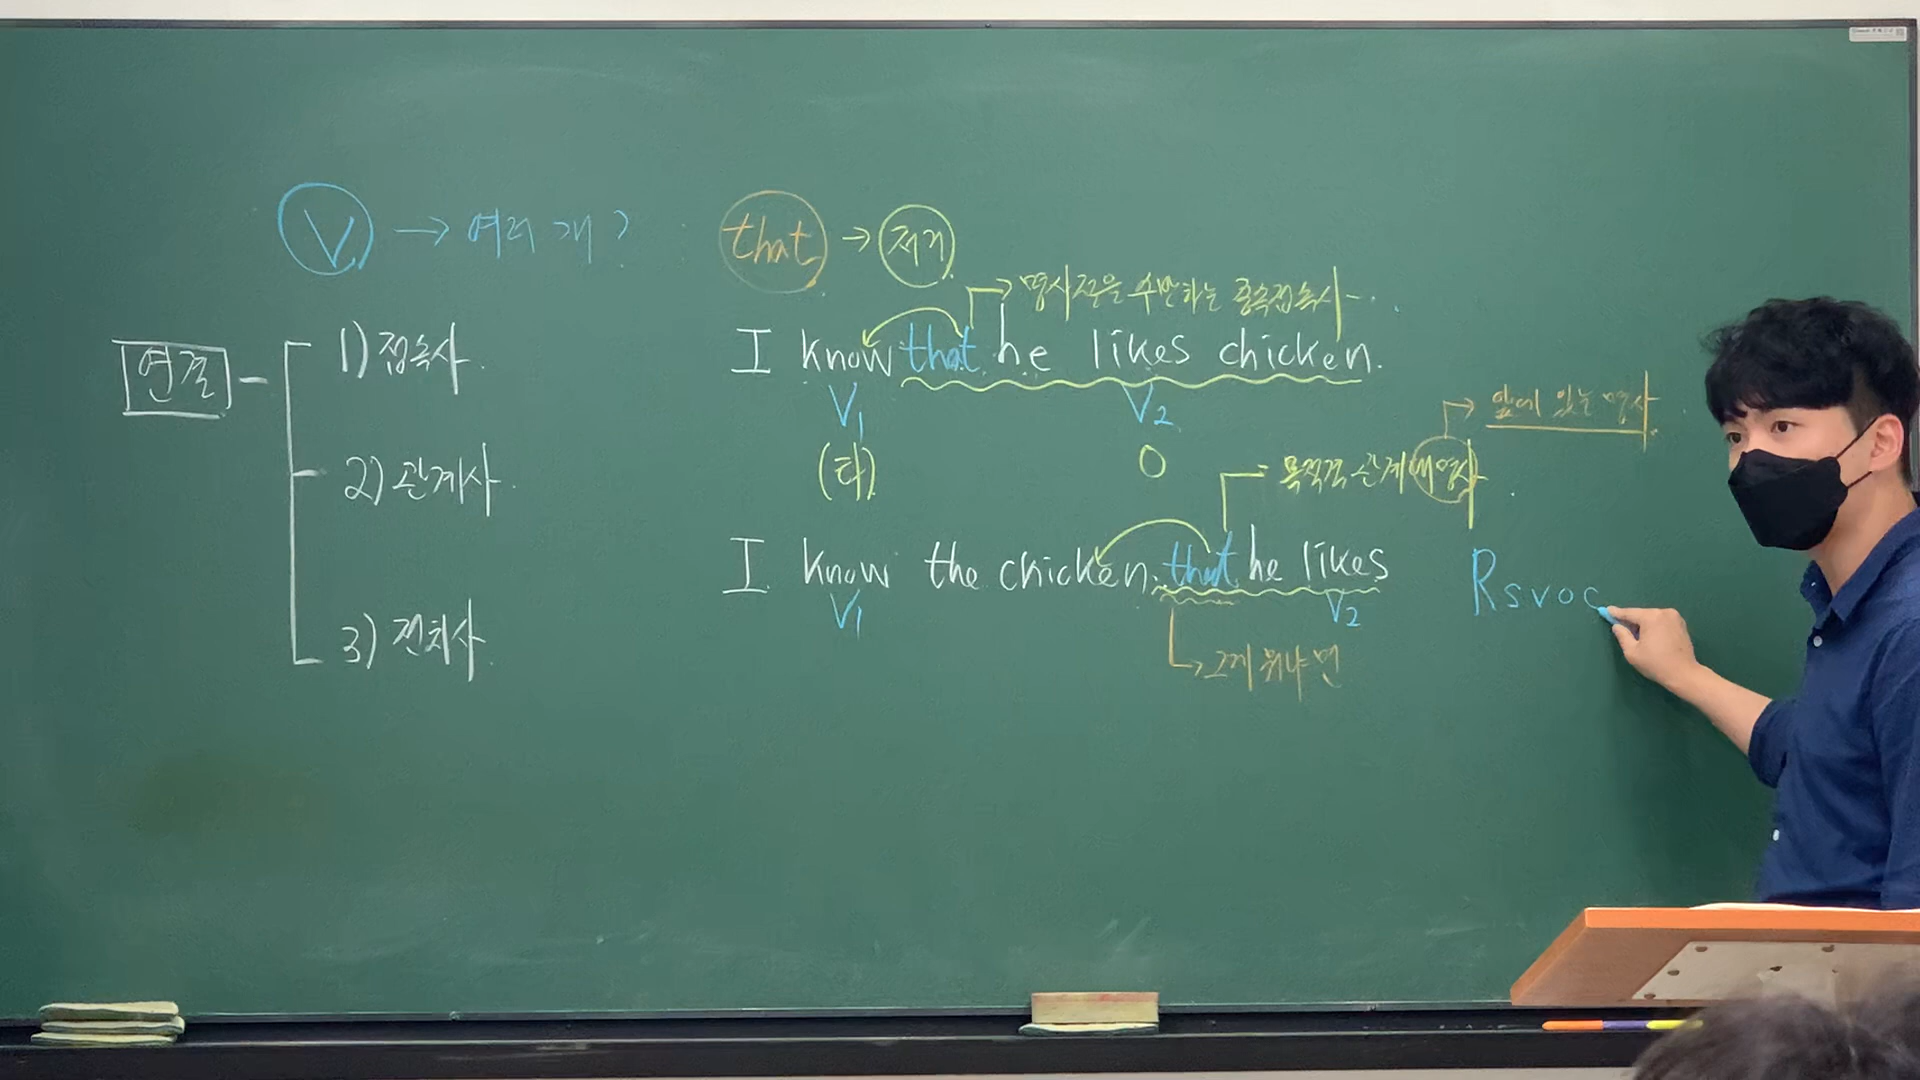 V → 여러 개?
연결
1) 접속사.
2) 관계사.
3) 전치사.
that → 저거
→ 명사절을 수반하는 종속접속사
I know that he likes chicken.
V1 V2
(타) O
→ 앞에 있는 명사
목적격 관계대명사
I know the chicken that he likes
V1 V2
→ 그게 뭐냐면
Rsvoc